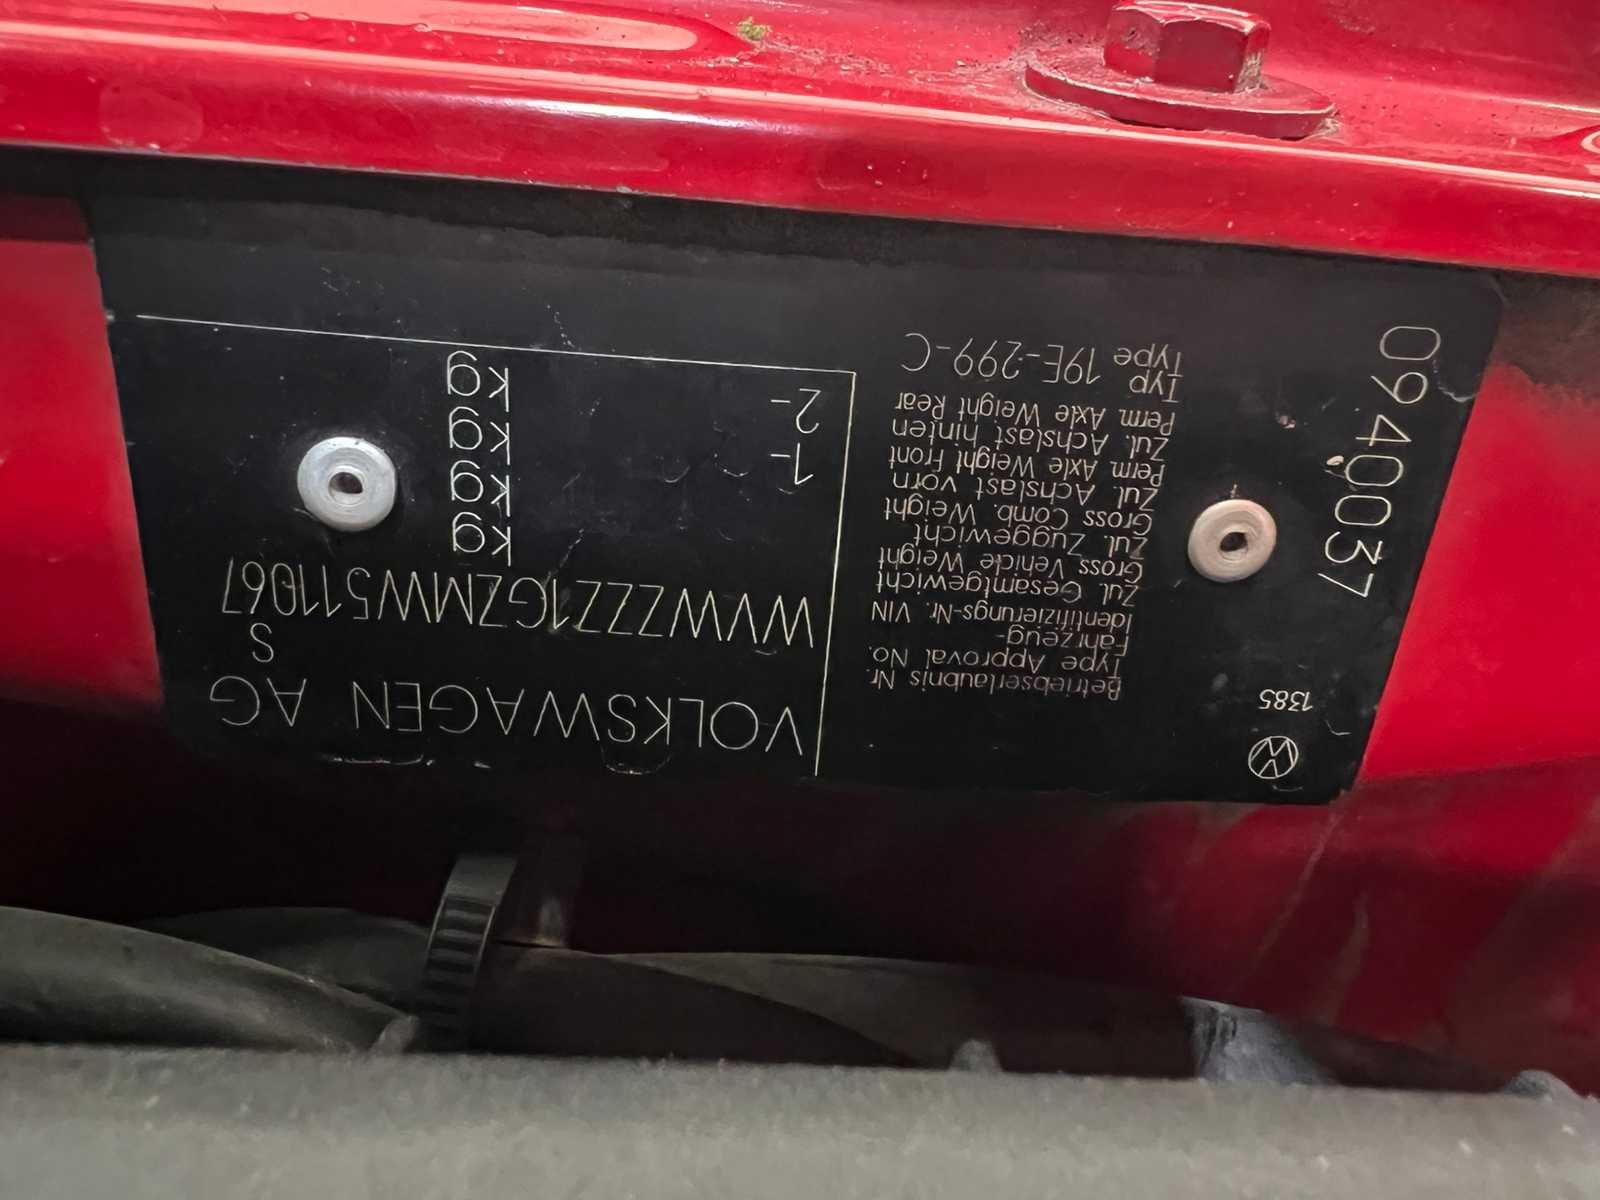 1385
VOLKSWAGEN AG
Betriebserlaubnis Nr.
Type Approval No.
S
Fahrzeug-
Identifizierungs-Nr. VIN
WVWZZZ1GZMW511067
Zul. Gesamtgewicht
Gross Vehicle Weight
kg
Zul. Zuggewicht
Gross Comb. Weight
kg
Zul. Achslast vorn
Perm. Axle Weight Front
1- kg
Zul. Achslast hinten
Perm. Axle Weight Rear
2- kg
Typ
Type 19E-299-C
0940037